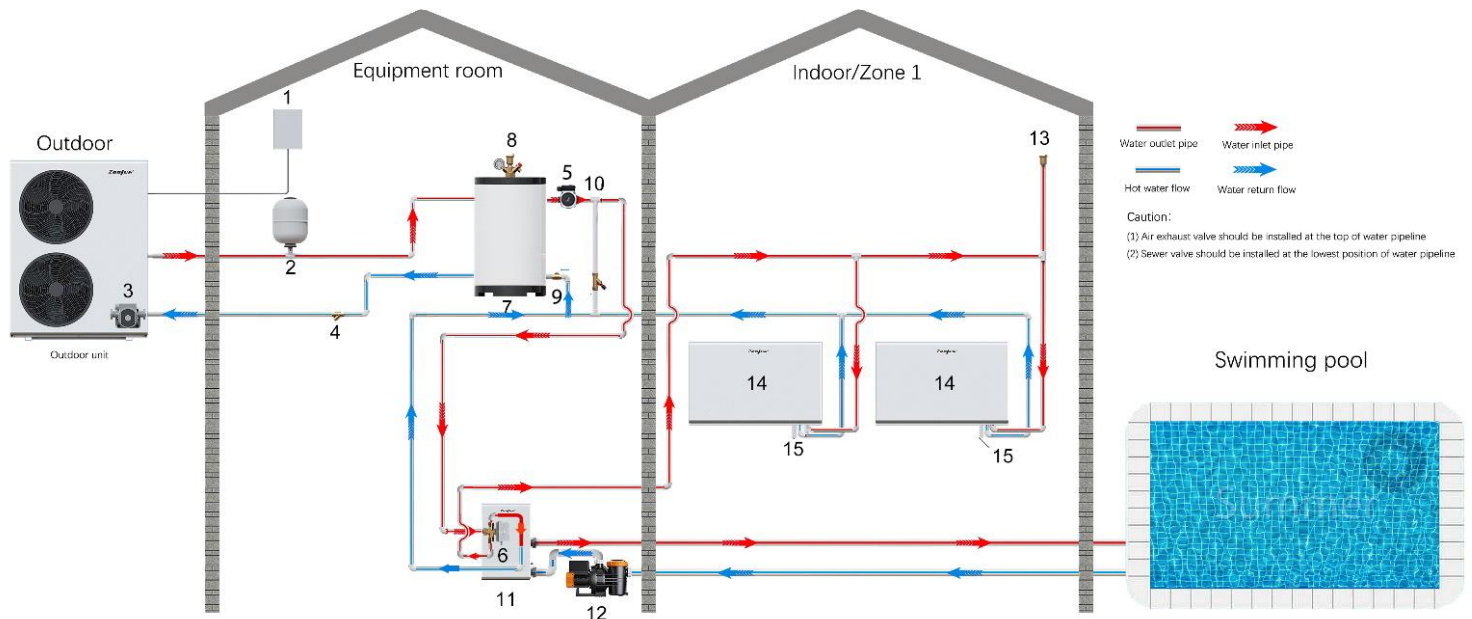 Equipment room
Indoor/Zone 1
1
8
13
Outdoor
5
10
Water outlet pipe
Water inlet pipe
Hot water flow
Water return flow
Caution:
(1) Air exhaust valve should be installed at the top of water pipeline
(2) Sewer valve should be installed at the lowest position of water pipeline
2
3
4
7
9
Outdoor unit
14
14
Swimming pool
15
15
6
11
12
Summer